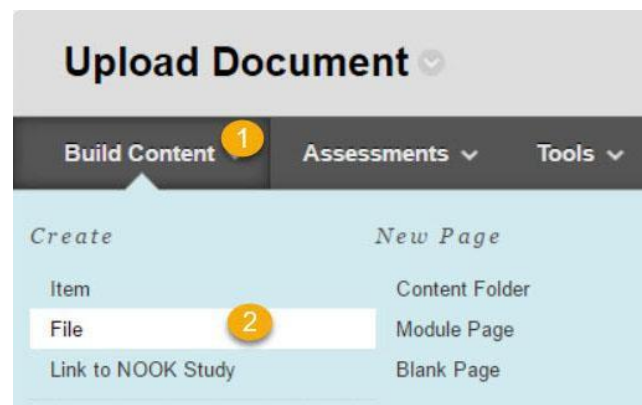 Upload Document
Build Content 1 Assessments Tools
Create New Page
Item Content Folder
File 2 Module Page
Link to NOOK Study Blank Page